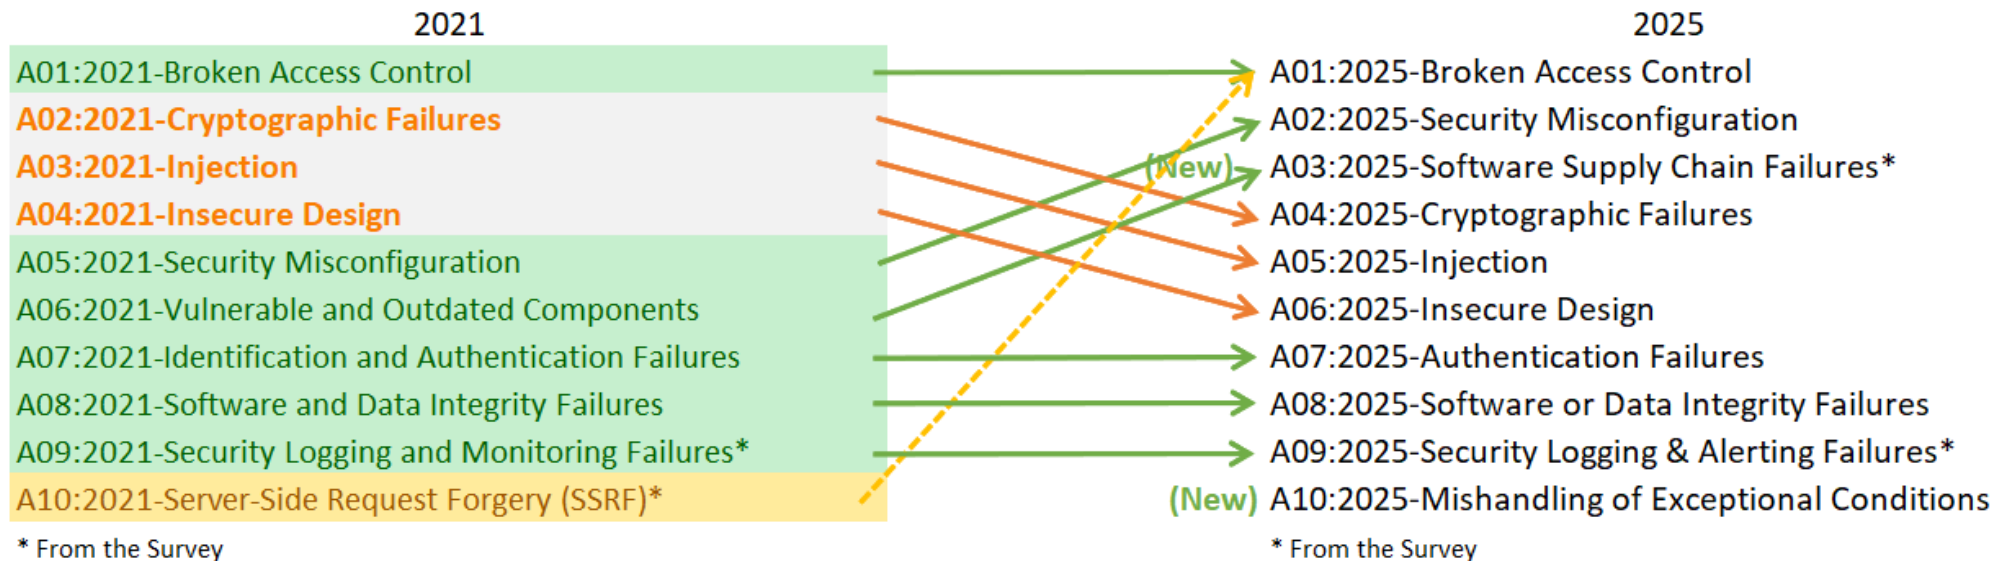 2021
A01:2021-Broken Access Control
A02:2021-Cryptographic Failures
A03:2021-Injection
A04:2021-Insecure Design
A05:2021-Security Misconfiguration
A06:2021-Vulnerable and Outdated Components
A07:2021-Identification and Authentication Failures
A08:2021-Software and Data Integrity Failures
A09:2021-Security Logging and Monitoring Failures*
A10:2021-Server-Side Request Forgery (SSRF)*
* From the Survey
2025
A01:2025-Broken Access Control
A02:2025-Security Misconfiguration
(New) A03:2025-Software Supply Chain Failures*
A04:2025-Cryptographic Failures
A05:2025-Injection
A06:2025-Insecure Design
A07:2025-Authentication Failures
A08:2025-Software or Data Integrity Failures
A09:2025-Security Logging & Alerting Failures*
(New) A10:2025-Mishandling of Exceptional Conditions
* From the Survey